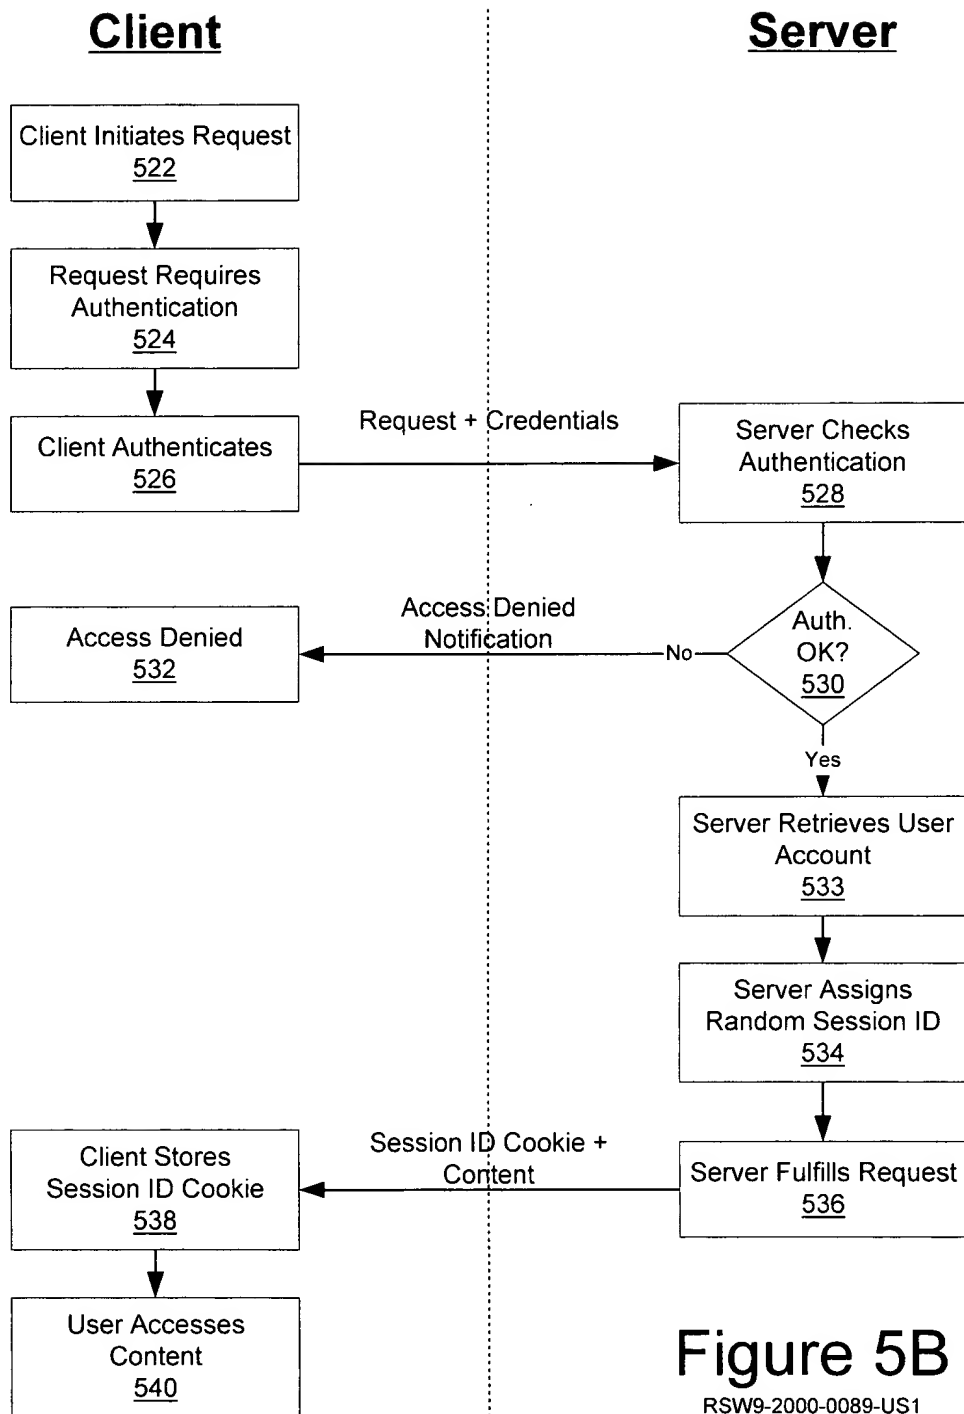 Client
Server
Client Initiates Request
522
Request Requires
Authentication
524
Client Authenticates
526
Request + Credentials
Server Checks
Authentication
528
Auth.
OK?
530
No
Access Denied
Notification
Access Denied
532
Yes
Server Retrieves User
Account
533
Server Assigns
Random Session ID
534
Server Fulfills Request
536
Session ID Cookie +
Content
Client Stores
Session ID Cookie
538
User Accesses
Content
540
Figure 5B
RSW9-2000-0089-US1